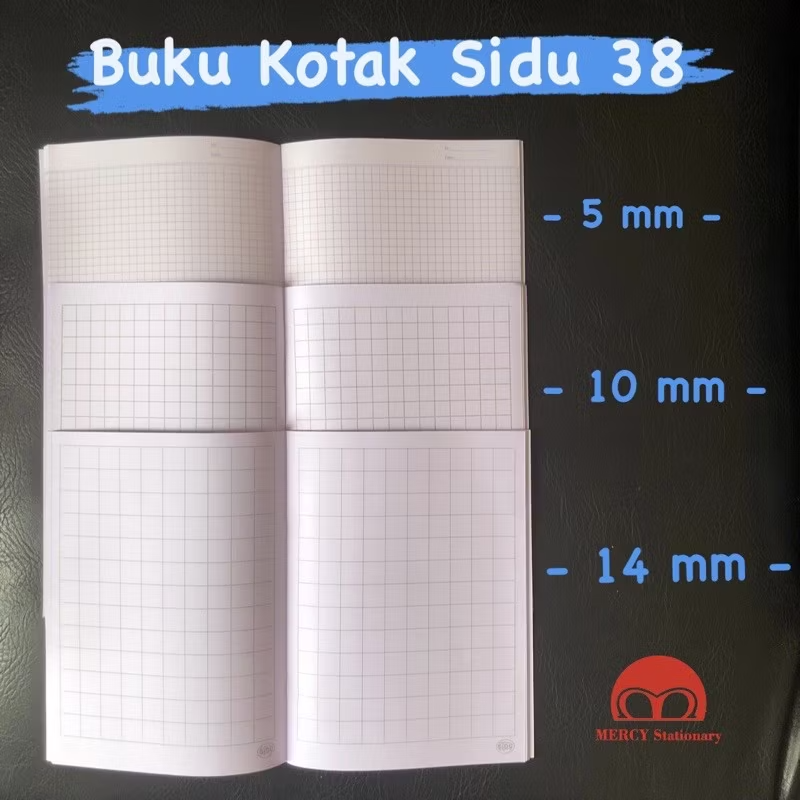 Buku Kotak Sidu 38
- 5 mm -
- 10 mm -
- 14 mm -
MERCY Stationary